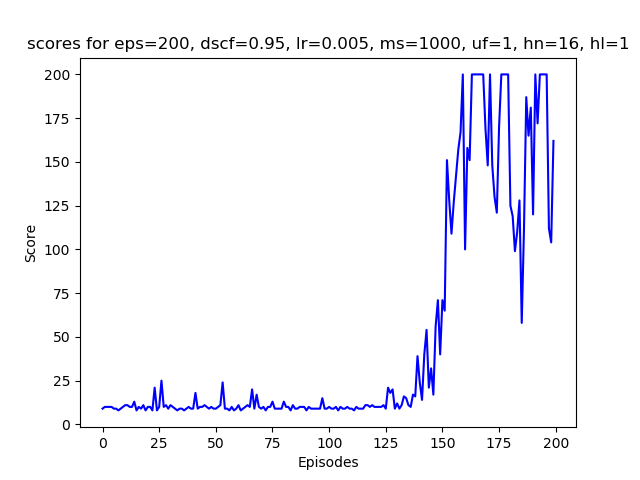 scores for eps=200, dscf=0.95, lr=0.005, ms=1000, uf=1, hn=16, hl=1
200
175
150
125
100
75
50
25
0
Score
0 25 50 75 100 125 150 175 200
Episodes